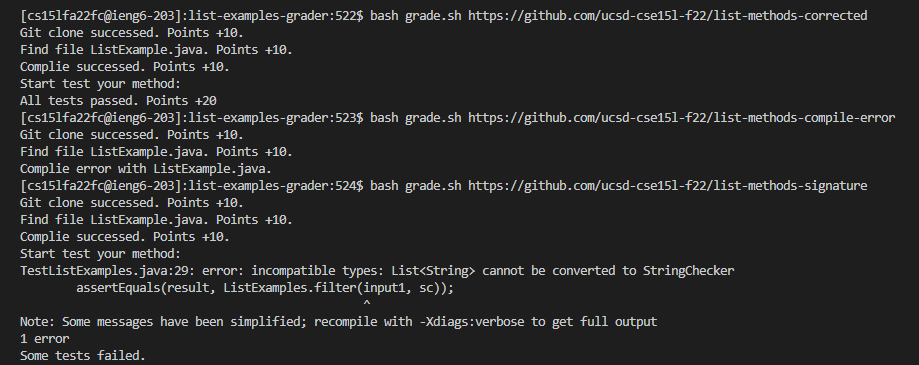 [cs15lfa22fc@ieng6-203]:list-examples-grader:522$ bash grade.sh https://github.com/ucsd-cse15l-f22/list-methods-corrected
Git clone successed. Points +10.
Find file ListExample.java. Points +10.
Complie successed. Points +10.
Start test your method:
All tests passed. Points +20
[cs15lfa22fc@ieng6-203]:list-examples-grader:523$ bash grade.sh https://github.com/ucsd-cse15l-f22/list-methods-compile-error
Git clone successed. Points +10.
Find file ListExample.java. Points +10.
Complie error with ListExample.java.
[cs15lfa22fc@ieng6-203]:list-examples-grader:524$ bash grade.sh https://github.com/ucsd-cse15l-f22/list-methods-signature
Git clone successed. Points +10.
Find file ListExample.java. Points +10.
Complie successed. Points +10.
Start test your method:
TestListExamples.java:29: error: incompatible types: List<String> cannot be converted to StringChecker
        assertEquals(result, ListExamples.filter(input1, sc));
                                                 ^
Note: Some messages have been simplified; recompile with -Xdiags:verbose to get full output
1 error
Some tests failed.